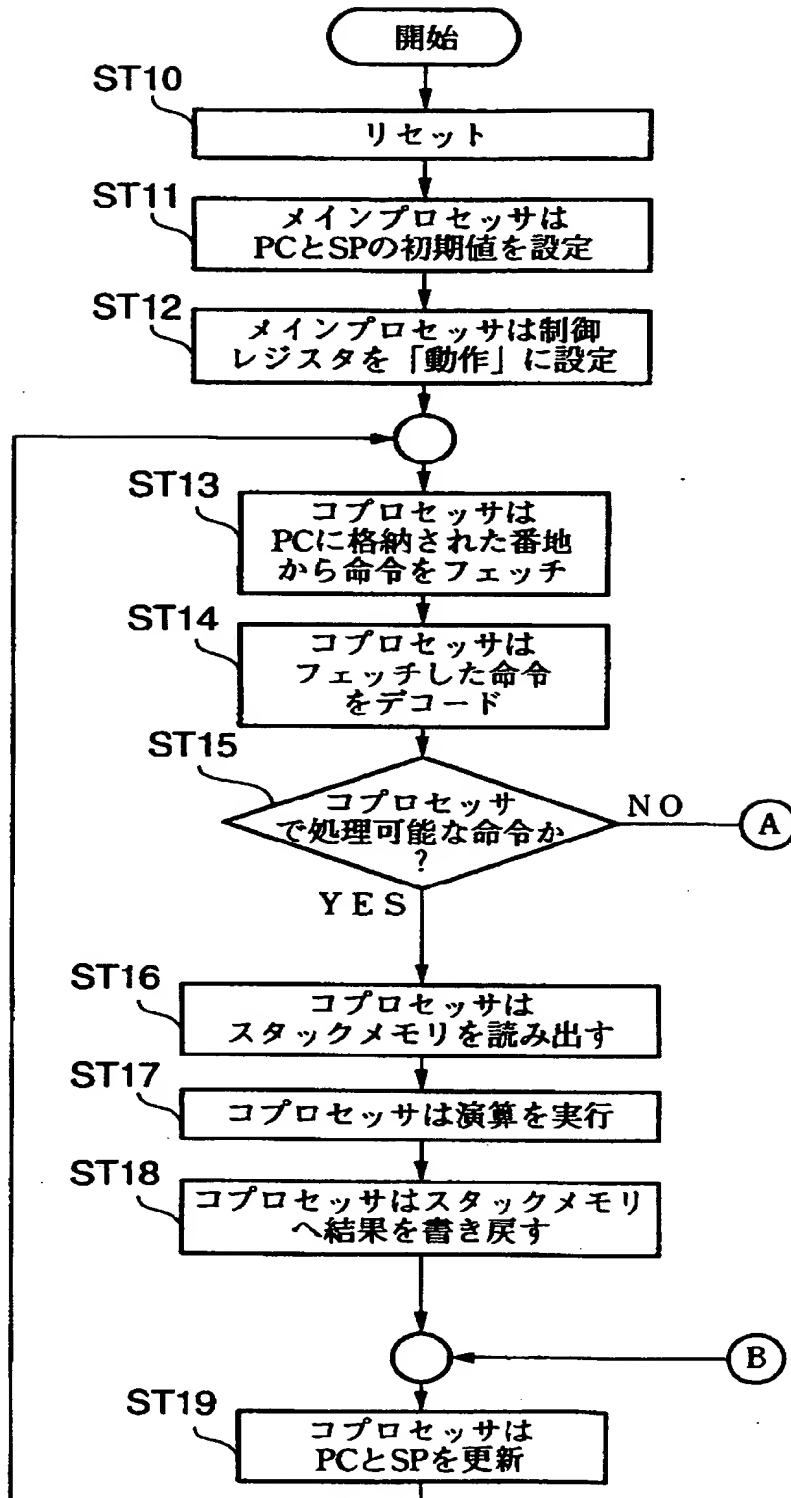 開始
ST10
リセット
ST11
メインプロセッサは
PCとSPの初期値を設定
ST12
メインプロセッサは制御
レジスタを「動作」に設定
ST13
コプロセッサは
PCに格納された番地
から命令をフェッチ
ST14
コプロセッサは
フェッチした命令
をデコード
ST15
コプロセッサ
で処理可能な命令か
?
NO
A
YES
ST16
コプロセッサは
スタックメモリを読み出す
ST17
コプロセッサは演算を実行
ST18
コプロセッサはスタックメモリ
へ結果を書き戻す
B
ST19
コプロセッサは
PCとSPを更新